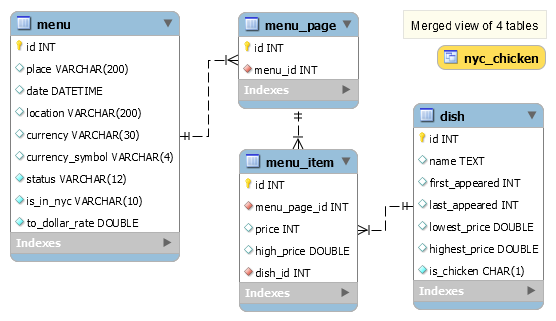 menu
id INT
place VARCHAR(200)
date DATETIME
location VARCHAR(200)
currency VARCHAR(30)
currency_symbol VARCHAR(4)
status VARCHAR(12)
is_in_nyc VARCHAR(10)
to_dollar_rate DOUBLE
Indexes
menu_page
id INT
menu_id INT
Indexes
Merged view of 4 tables
nyc_chicken
menu_item
id INT
menu_page_id INT
price INT
high_price DOUBLE
dish_id INT
Indexes
dish
id INT
name TEXT
first_appeared INT
last_appeared INT
lowest_price DOUBLE
highest_price DOUBLE
is_chicken CHAR(1)
Indexes